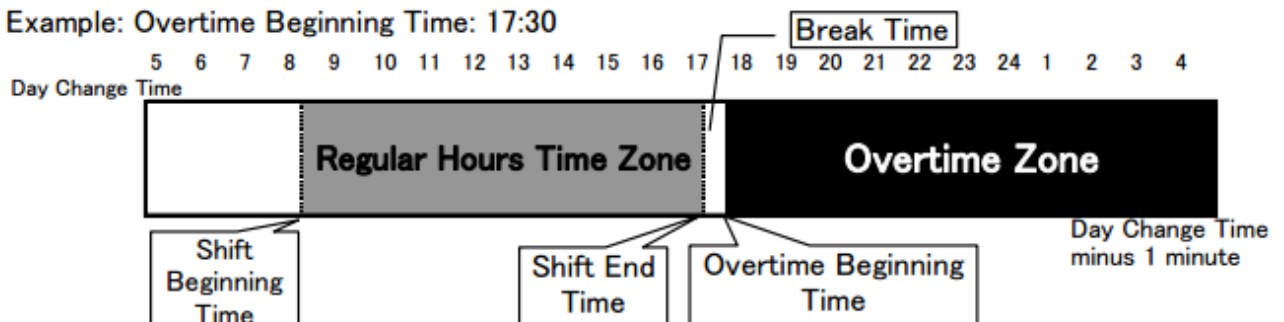 Example: Overtime Beginning Time: 17:30
Break Time
5 6 7 8 9 10 11 12 13 14 15 16 17 18 19 20 21 22 23 24 1 2 3 4
Day Change Time
Regular Hours Time Zone
Overtime Zone
Day Change Time
minus 1 minute
Shift
Beginning
Time
Shift End
Time
Overtime Beginning
Time